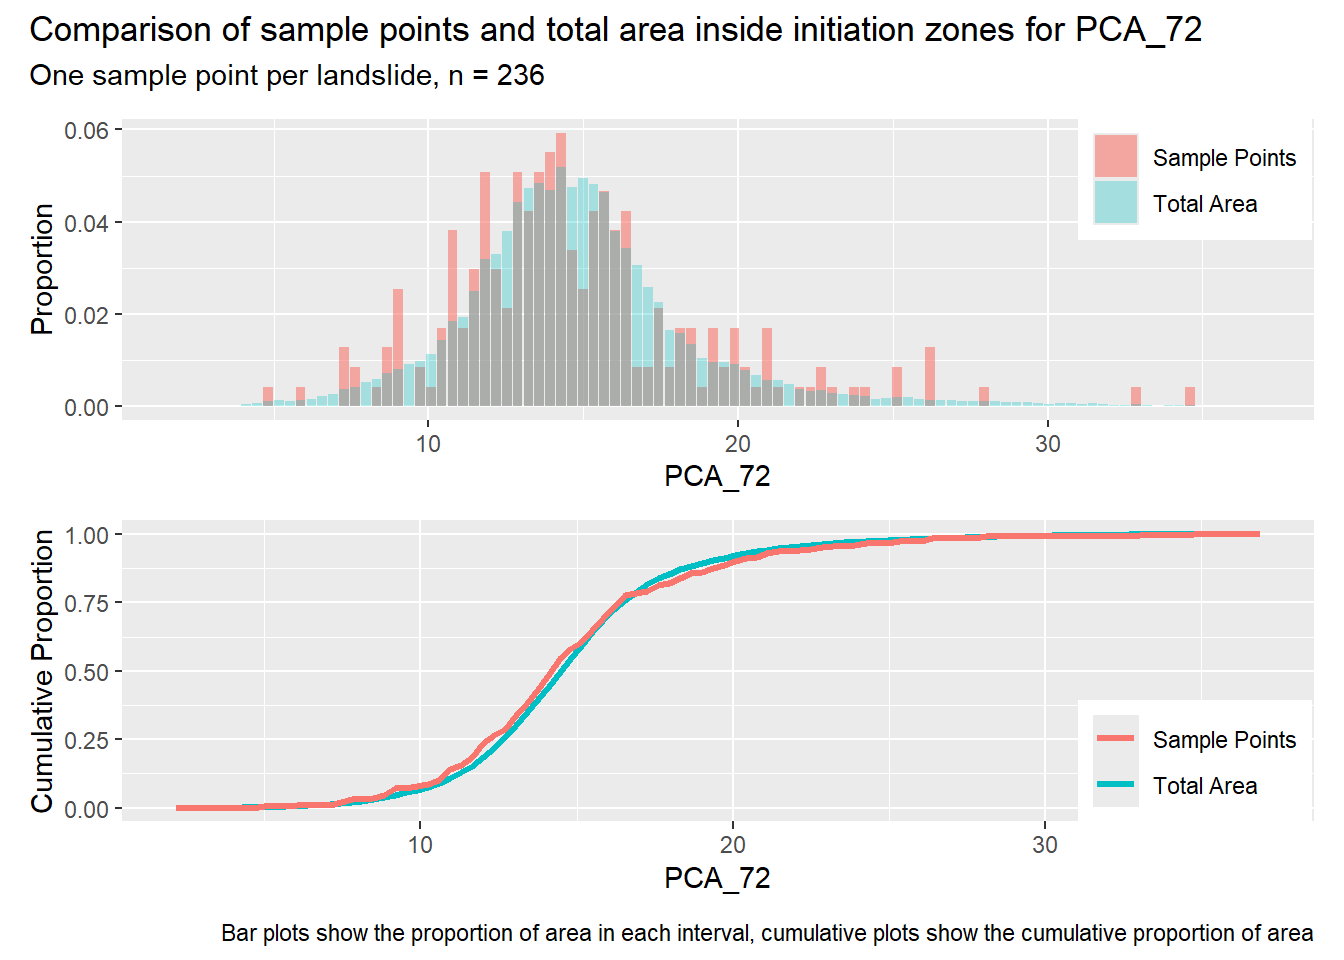 Comparison of sample points and total area inside initiation zones for PCA_72
One sample point per landslide, n = 236
0.06
0.04
0.02
0.00
Proportion
Sample Points
Total Area
10
20
30
PCA_72
1.00
0.75
0.50
0.25
0.00
Cumulative Proportion
Sample Points
Total Area
10
20
30
PCA_72
Bar plots show the proportion of area in each interval, cumulative plots show the cumulative proportion of area